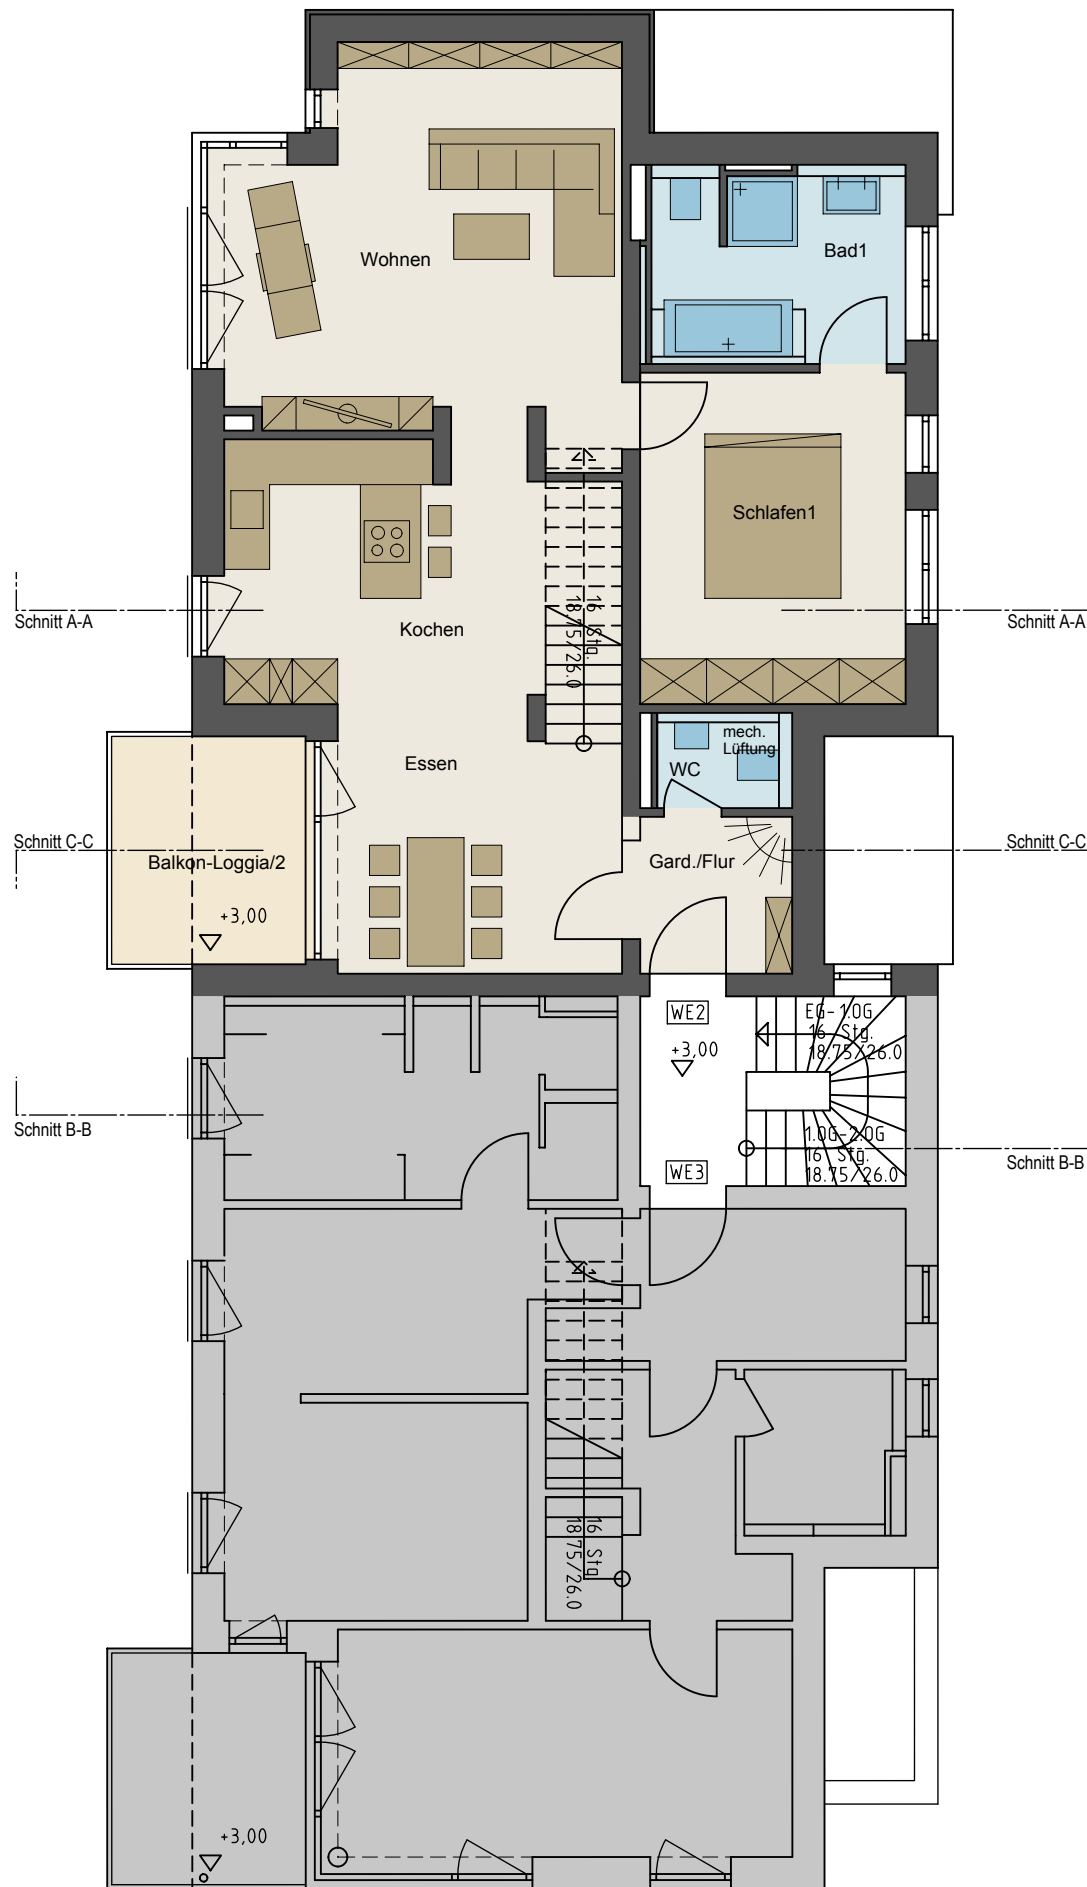 Wohnen
Bad1
Schlafen1
16 Stg.
18,75/26.0
Schnitt A-A
Schnitt A-A
Kochen
mech.
Lüftung
WC
Essen
Schnitt C-C
Schnitt C-C
Balkon-Loggia/2
Gard./Flur
+3,00
WE2
+3,00
EG-1.OG
16 Stg.
18.75/26.0
Schnitt B-B
1.OG-2.OG
16 Stg.
18.75/26.0
WE3
Schnitt B-B
16 Stg
18.75/26.0
+3,00